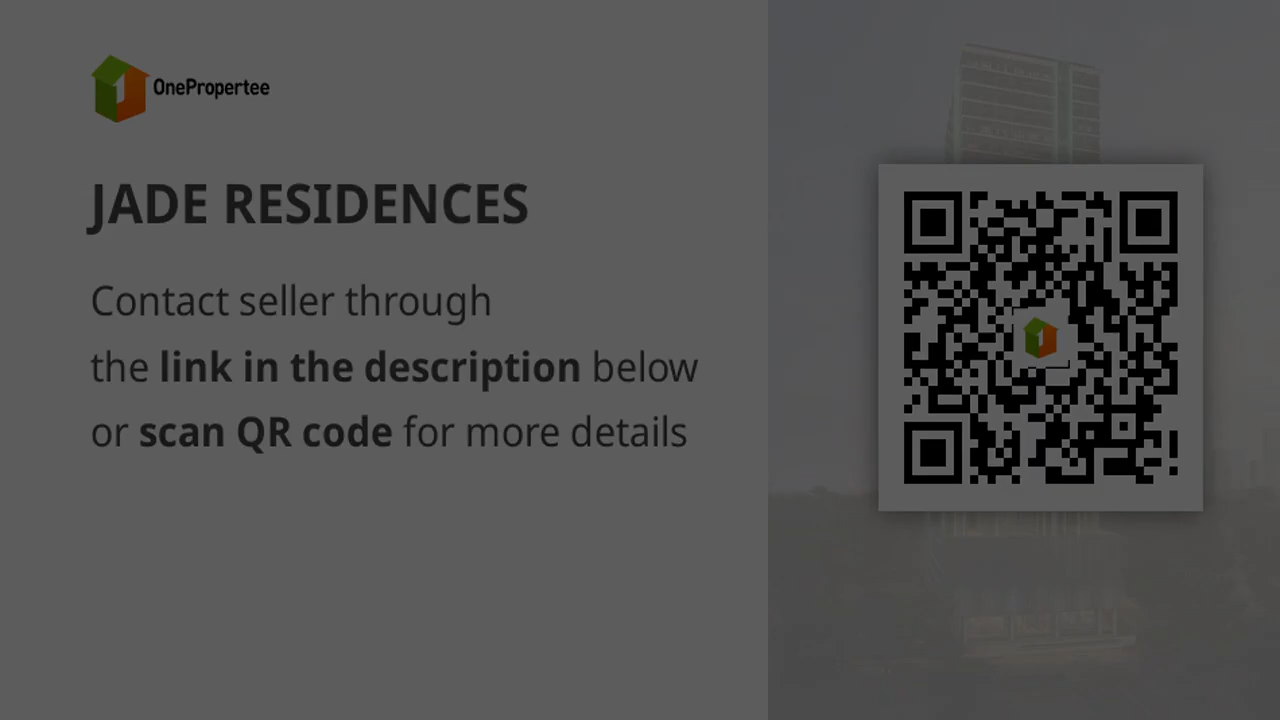 OnePropertee
JADE RESIDENCES
Contact seller through
the link in the description below
or scan QR code for more details